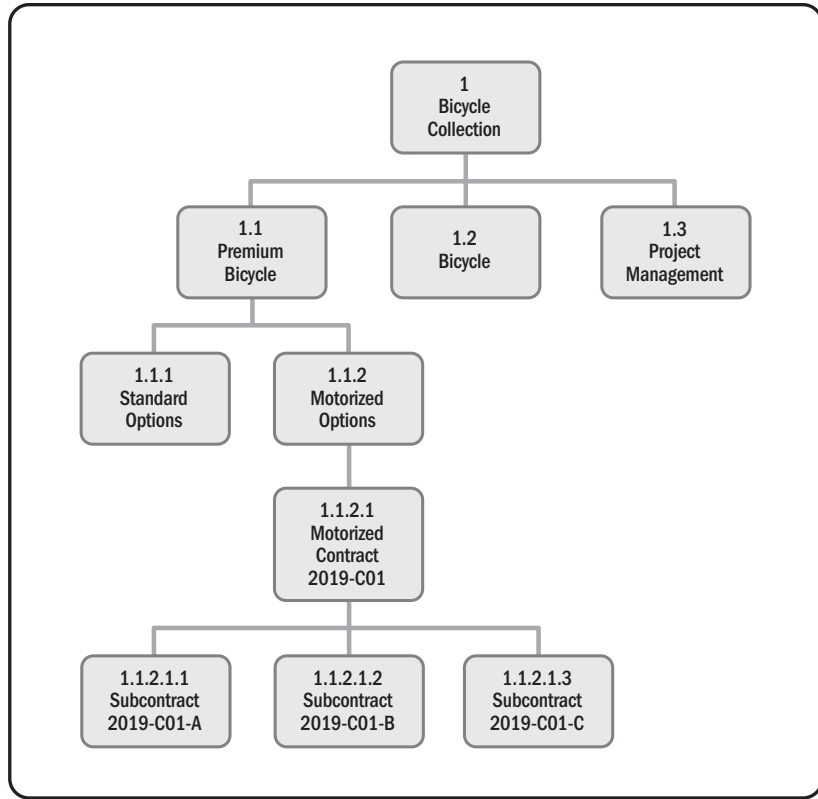 1
Bicycle
Collection
1.1
Premium
Bicycle
1.2
Bicycle
1.3
Project
Management
1.1.1
Standard
Options
1.1.2
Motorized
Options
1.1.2.1
Motorized
Contract
2019-C01
1.1.2.1.1
Subcontract
2019-C01-A
1.1.2.1.2
Subcontract
2019-C01-B
1.1.2.1.3
Subcontract
2019-C01-C